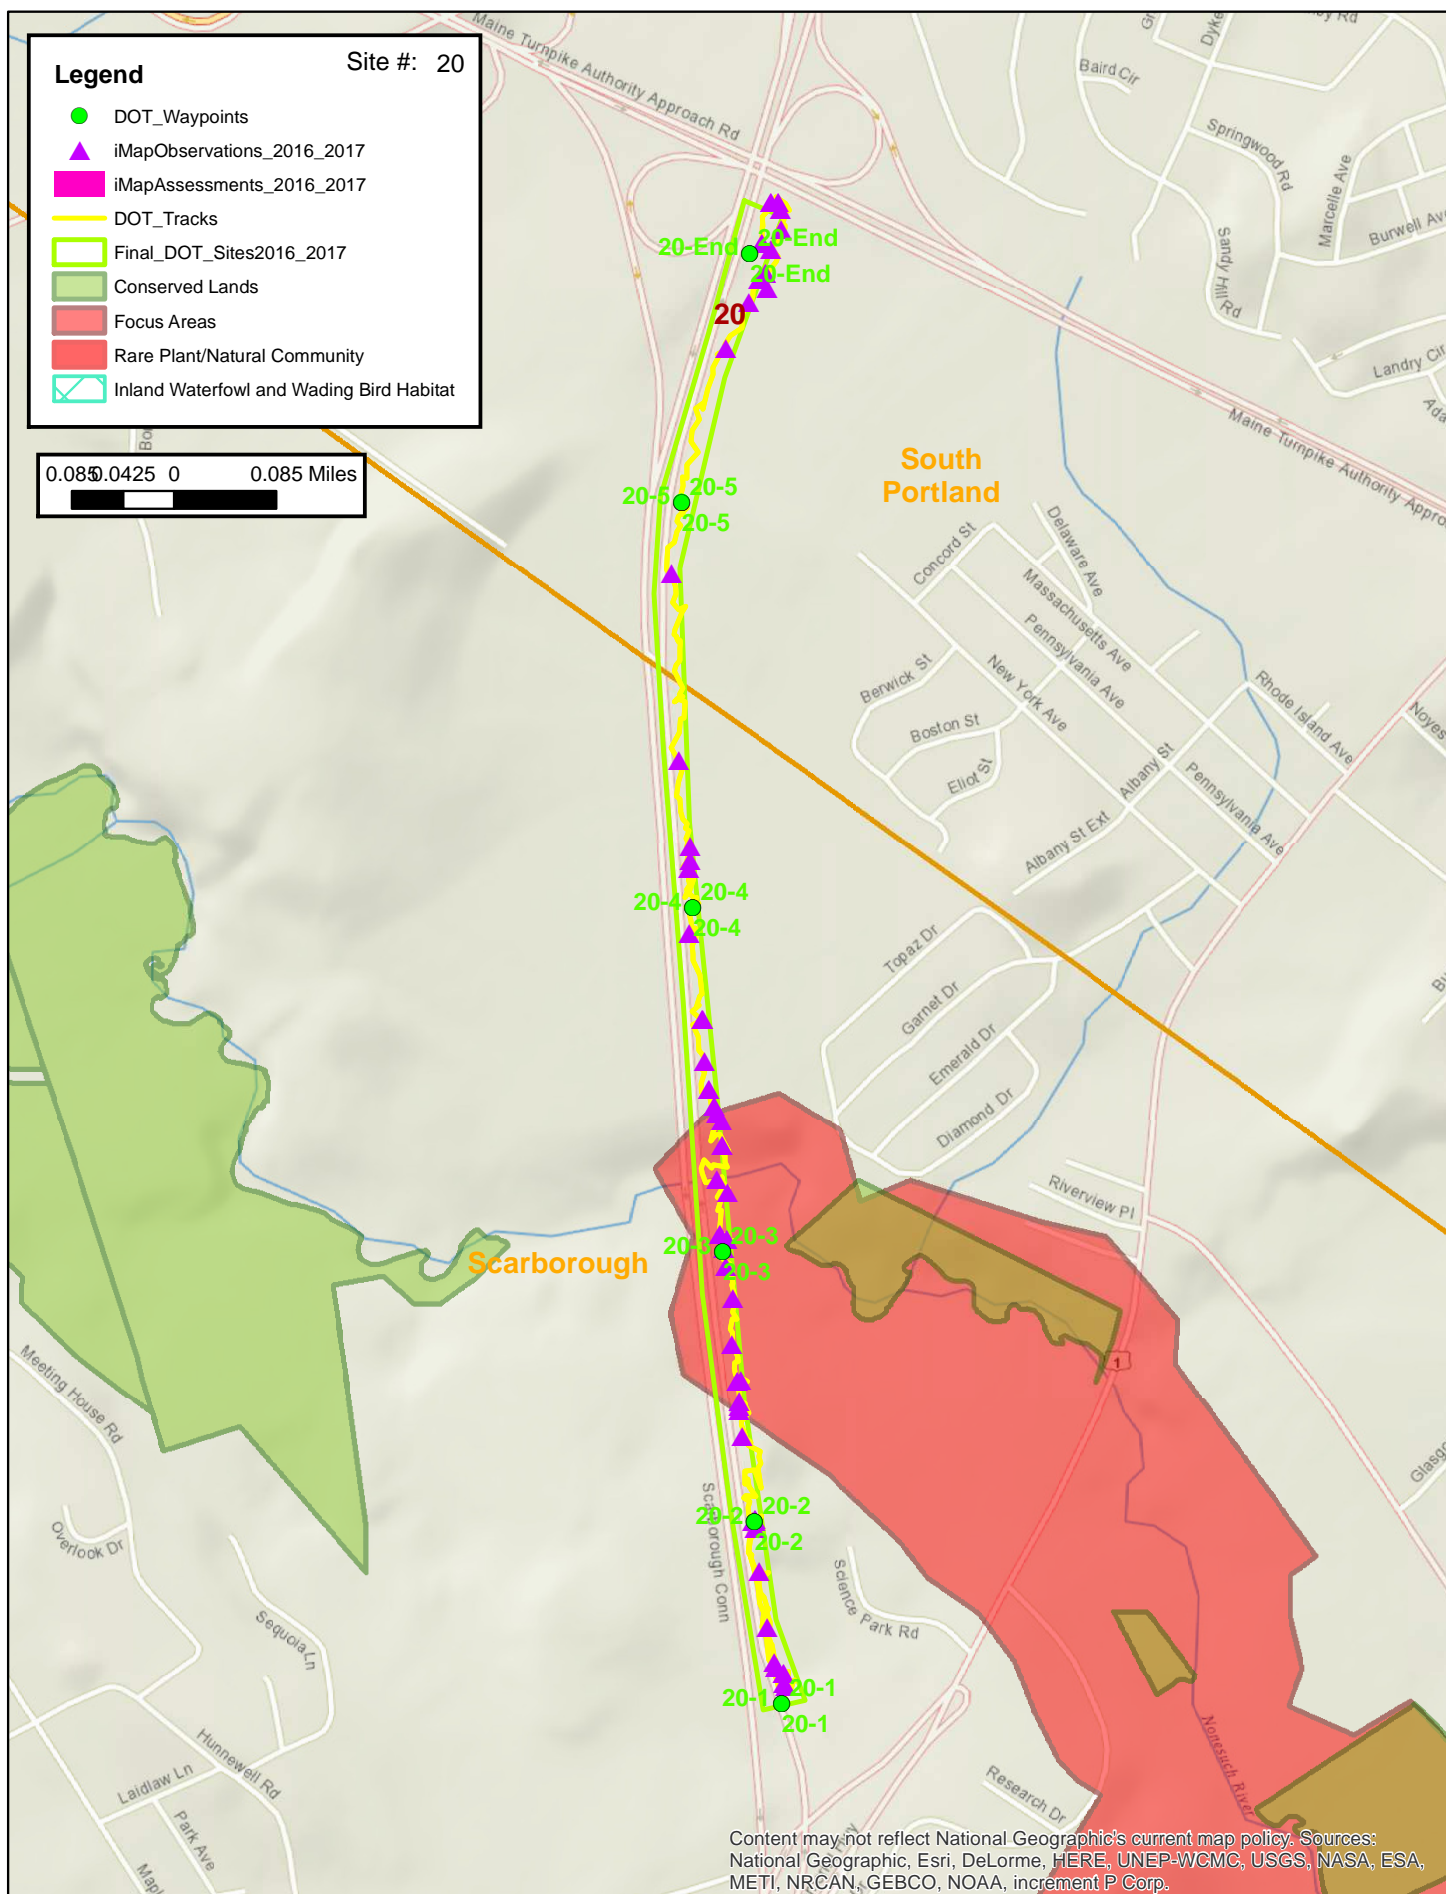 Legend
Site #: 20
DOT_Waypoints
iMapObservations_2016_2017
iMapAssessments_2016_2017
DOT_Tracks
Final_DOT_Sites2016_2017
Conserved Lands
Focus Areas
Rare Plant/Natural Community
Inland Waterfowl and Wading Bird Habitat
0.085 0.0425 0 0.085 Miles
Maine Turnpike Authority Approach Rd
Baird Cir
Springwood Rd
Marcelle Ave
Sandy Hill Rd
Landry Cir
20-End
20-End
20-End
20
South
Portland
20-5
20-5
20-5
Concord St
Delaware Ave
Massachusetts Ave
Pennsylvania Ave
New York Ave
Berwick St
Boston St
Eliot St
Rhode Island Ave
Albany St
Pennsylvania Ave
Albany St Ext
20-4
20-4
20-4
Topaz Dr
Garnet Dr
Emerald Dr
Diamond Dr
Riverview Pl
Scarborough
20-3
20-3
20-3
1
Meeting House Rd
Overlook Dr
Sequoia Ln
Hunnewell Rd
Laidlaw Ln
Park Ave
Scarborough Conn
20-2
20-2
20-2
Science Park Rd
20-1
20-1
20-1
Nonesuch River
Research Dr
Content may not reflect National Geographic's current map policy. Sources:
National Geographic, Esri, DeLorme, HERE, UNEP-WCMC, USGS, NASA, ESA,
METI, NRCAN, GEBCO, NOAA, increment P Corp.